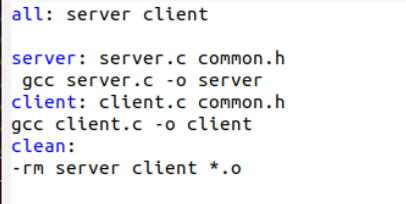 all: server client

server: server.c common.h
 gcc server.c -o server
client: client.c common.h
gcc client.c -o client
clean:
-rm server client *.o